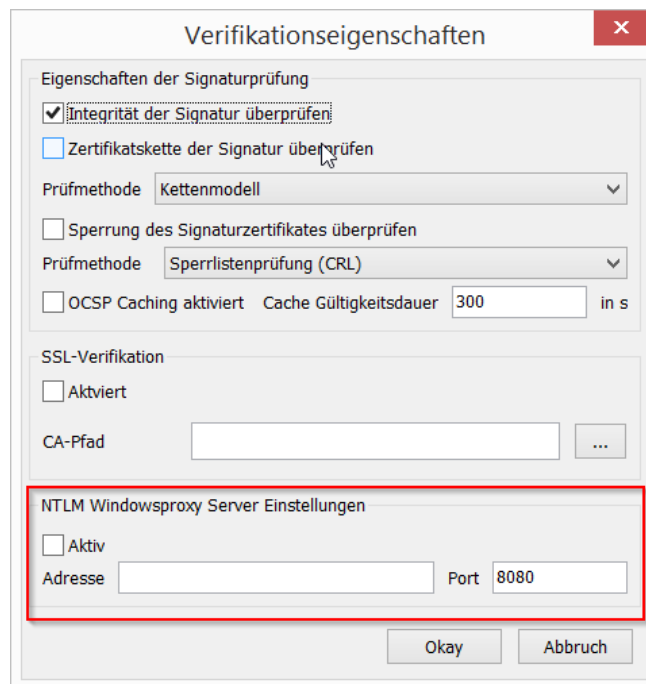 Verifikationseigenschaften
Eigenschaften der Signaturprüfung
Integrität der Signatur überprüfen
Zertifikatskette der Signatur überprüfen
Prüfmethode Kettenmodell
Sperrung des Signaturzertifikates überprüfen
Prüfmethode Sperrlistenprüfung (CRL)
OCSP Caching aktiviert Cache Gültigkeitsdauer 300 in s
SSL-Verifikation
Aktviert
CA-Pfad ...
NTLM Windowsproxy Server Einstellungen
Aktiv
Adresse Port 8080
Okay Abbruch